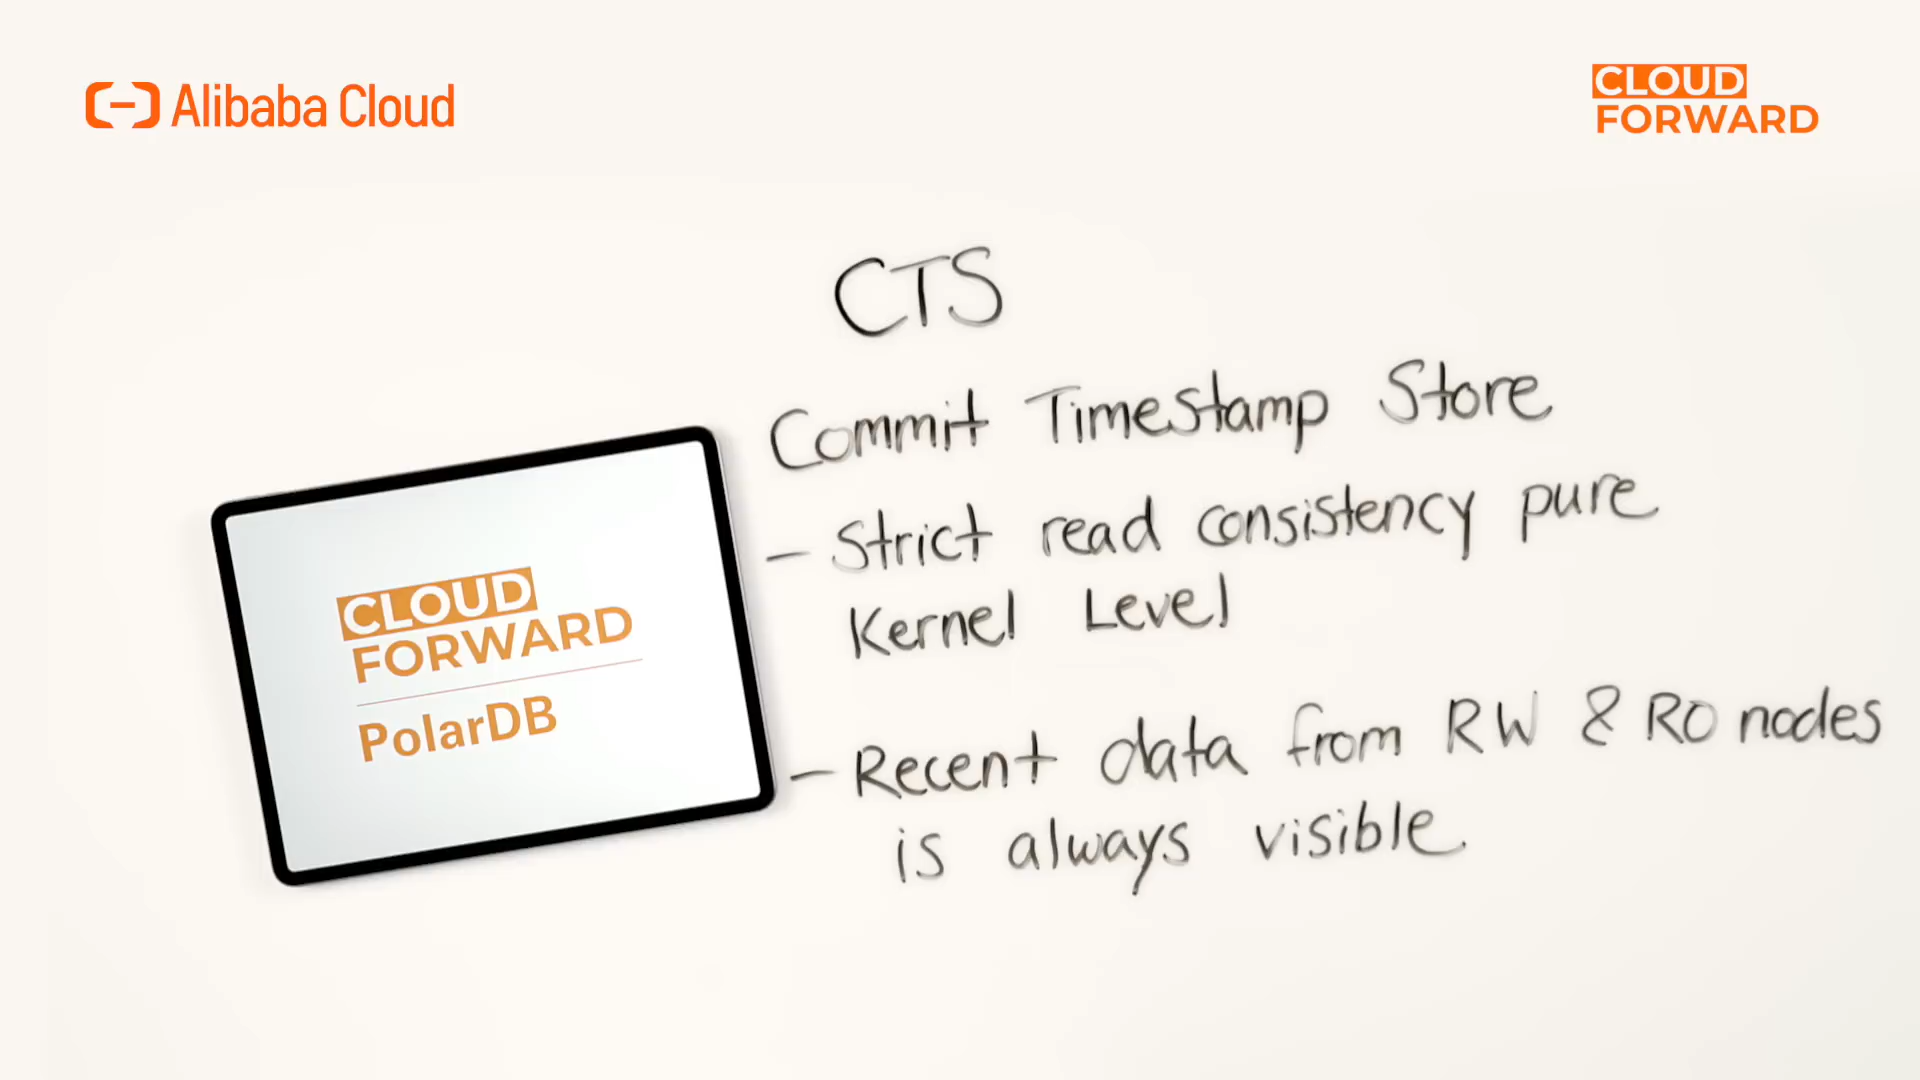 Alibaba Cloud
CLOUD
FORWARD
CTS
Commit Timestamp Store
- Strict read consistency pure
Kernel Level
- Recent data from RW & RO nodes
is always visible.
CLOUD
FORWARD
PolarDB